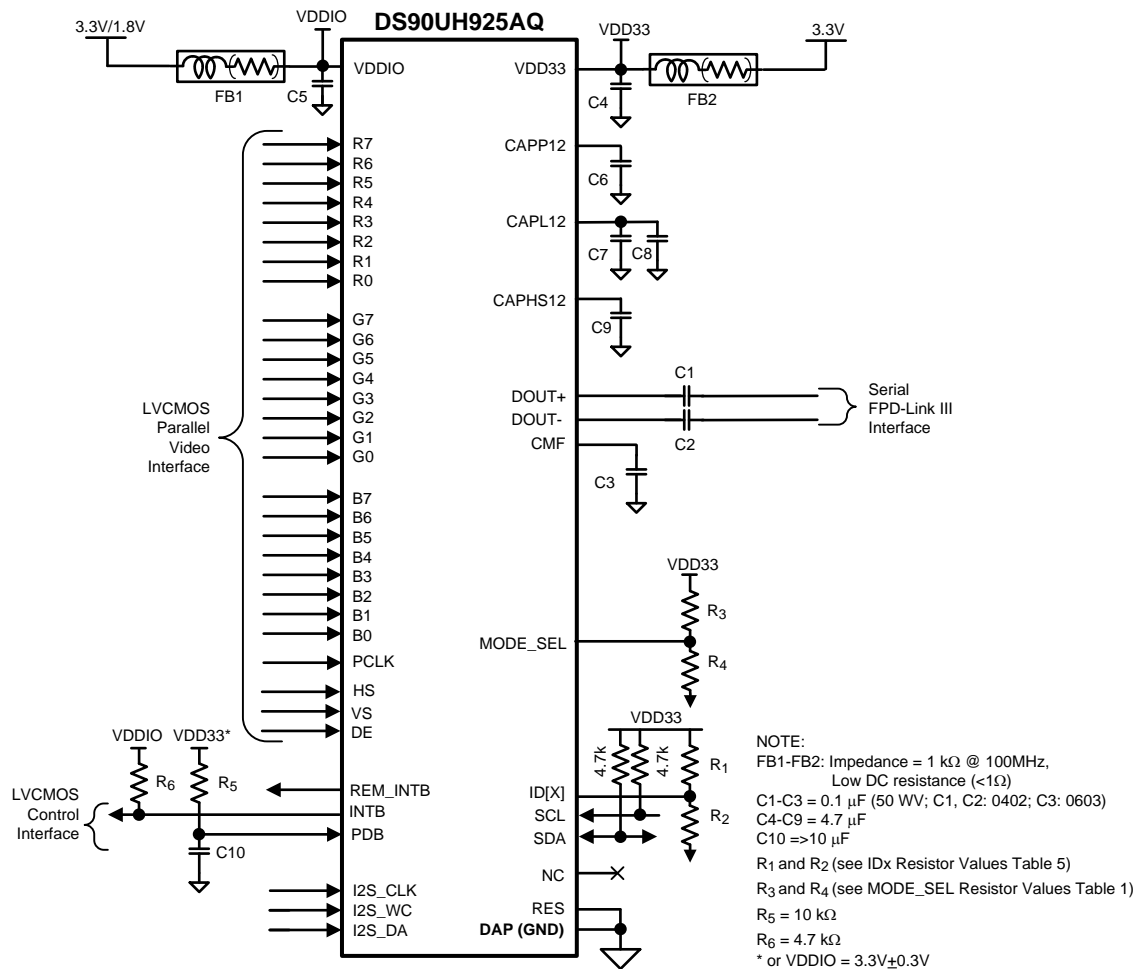 DS90UH925AQ
3.3V/1.8V
VDDIO
VDD33
3.3V
FB1
C5
VDDIO
VDD33
C4
FB2
R7
R6
R5
R4
R3
R2
R1
R0
CAPP12
C6
CAPL12
C7
C8
CAPHS12
C9
G7
G6
G5
G4
G3
G2
G1
G0
DOUT+
DOUT-
CMF
C1
C2
C3
Serial
FPD-Link III
Interface
LVCMOS
Parallel
Video
Interface
B7
B6
B5
B4
B3
B2
B1
B0
PCLK
HS
VS
DE
VDD33
R3
MODE_SEL
R4
VDDIO
VDD33*
R6
R5
LVCMOS
Control
Interface
REM_INTB
INTB
PDB
C10
I2S_CLK
I2S_WC
I2S_DA
VDD33
4.7k
4.7k
R1
ID[X]
SCL
R2
SDA
NC
RES
DAP (GND)
NOTE:
FB1-FB2: Impedance = 1 kΩ @ 100MHz,
Low DC resistance (<1Ω)
C1-C3 = 0.1 μF (50 WV; C1, C2: 0402; C3: 0603)
C4-C9 = 4.7 μF
C10 =>10 μF
R1 and R2 (see IDx Resistor Values Table 5)
R3 and R4 (see MODE_SEL Resistor Values Table 1)
R5 = 10 kΩ
R6 = 4.7 kΩ
* or VDDIO = 3.3V±0.3V